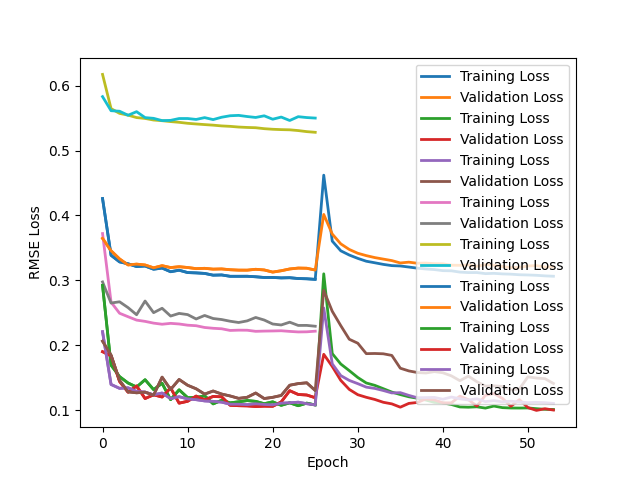 0.6
0.5
0.4
0.3
0.2
0.1
RMSE Loss
0 10 20 30 40 50
Epoch
Training Loss
Validation Loss
Training Loss
Validation Loss
Training Loss
Validation Loss
Training Loss
Validation Loss
Training Loss
Validation Loss
Training Loss
Validation Loss
Training Loss
Validation Loss
Training Loss
Validation Loss